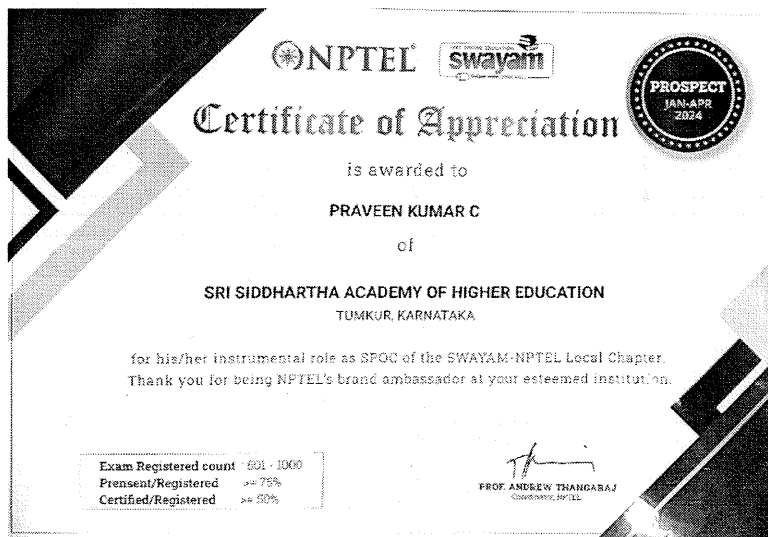 NPTEL
swayam
PROSPECT
JAN-APR
2024
Certificate of Appreciation
is awarded to
PRAVEEN KUMAR C
of
SRI SIDDHARTHA ACADEMY OF HIGHER EDUCATION
TUMKUR, KARNATAKA
for his/her instrumental role as SPOC of the SWAYAM-NPTEL Local Chapter.
Thank you for being NPTEL's brand ambassador at your esteemed institution.
Exam Registered count 601 - 1000
Prensent/Registered >= 75%
Certified/Registered >= 50%
PROF. ANDREW THANGARAJ
Coordinator, NPTEL